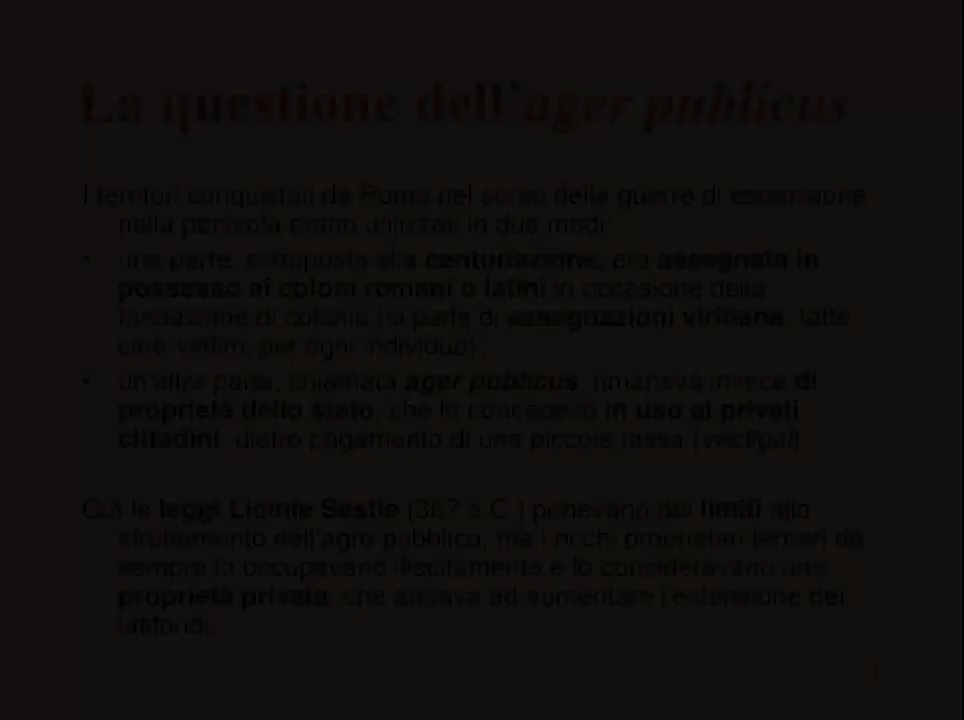 La questione dell'ager publicus
I territori conquistati da Roma nel corso delle guerre di espansione
nella penisola erano utilizzati in due modi:
• una parte, sottoposta alla centuriazione, era assegnata in
possesso ai coloni romani o latini in occasione della
fondazione di colonie (si parla di assegnazioni viritane, fatte
cioè viritim, per ogni individuo);
• un'altra parte, chiamata ager publicus, rimaneva invece di
proprietà dello stato, che lo concedeva in uso ai privati
cittadini, dietro pagamento di una piccola tassa (vectigal)
Già le leggi Licinie Sestie (367 a.C.) ponevano dei limiti allo
sfruttamento dell'agro pubblico, ma i ricchi proprietari terrieri da
sempre lo occupavano illecitamente e lo consideravano una
proprietà privata, che andava ad aumentare l'estensione dei
latifondi.